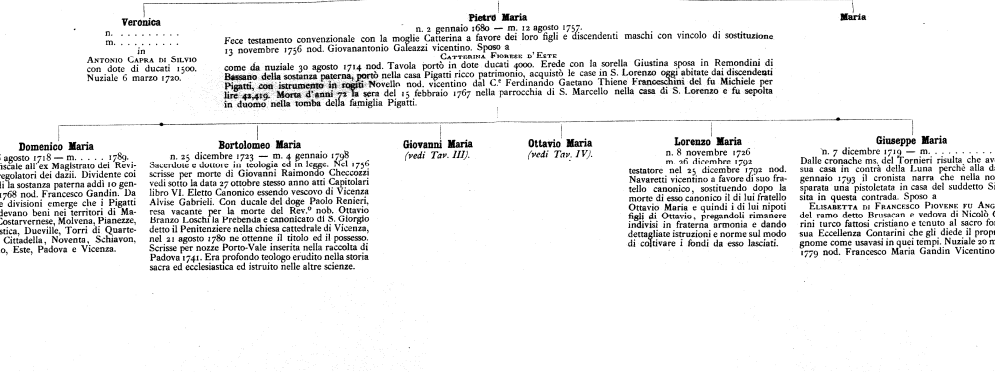 Veronica
n. . . . . . . . . .
m. . . . . . . . . .
in
ANTONIO CAPRA DI SILVIO
con dote di ducati 1500.
Nuziale 6 marzo 1720.
Pietro Maria
n. 2 gennaio 1680 — m. 12 agosto 1757.
Fece testamento convenzionale con la moglie Catterina a favore dei loro figli e discendenti maschi con vincolo di sostituzione
13 novembre 1756 nod. Giovanantonio Galeazzi vicentino. Sposo a
CATTERINA FIORESE D'ESTE
come da nuziale 30 agosto 1714 nod. Tavola portò in dote ducati 4000. Erede con la sorella Giustina sposa in Remondini di
Bassano della sostanza paterna, portò nella casa Pigatti ricco patrimonio, acquistò le case in S. Lorenzo oggi abitate dai discendenti
Pigatti, con istrumento in rogiti Novello nod. vicentino dal C.e Ferdinando Gaetano Thiene Franceschini del fu Michiele per
lire 42,419. Morta d'anni 72 la sera del 15 febbraio 1767 nella parrocchia di S. Marcello nella casa di S. Lorenzo e fu sepolta
in duomo nella tomba della famiglia Pigatti.
Maria
Domenico Maria
agosto 1718 — m. . . . . 1789.
iscale all'ex Magistrato dei Revi-
egolatori dei dazii. Dividente coi
li la sostanza paterna addì 10 gen-
1768 nod. Francesco Gandin. Da
e divisioni emerge che i Pigatti
devano beni nei territori di Ma-
Costarvernese, Molvena, Pianezze,
stica, Dueville, Torri di Quarte-
Cittadella, Noventa, Schiavon,
o, Este, Padova e Vicenza.
Bortolomeo Maria
n. 25 dicembre 1723 — m. 4 gennaio 1798
Sacerdote e dottore in teologia ed in legge. Nel 1756
scrisse per morte di Giovanni Raimondo Checcozzi
vedi sotto la data 27 ottobre stesso anno atti Capitolari
libro VI. Eletto Canonico essendo vescovo di Vicenza
Alvise Gabrieli. Con ducale del doge Paolo Renieri,
resa vacante per la morte del Rev.o nob. Ottavio
Branzo Loschi la Prebenda e canonicato di S. Giorgio
detto il Penitenziere nella chiesa cattedrale di Vicenza,
nel 21 agosto 1780 ne ottenne il titolo ed il possesso.
Scrisse per nozze Porto-Vale inserita nella raccolta di
Padova 1741. Era profondo teologo erudito nella storia
sacra ed ecclesiastica ed istruito nelle altre scienze.
Giovanni Maria
(vedi Tav. III).
Ottavio Maria
(vedi Tav. IV).
Lorenzo Maria
n. 8 novembre 1726
m. 26 dicembre 1792
testatore nel 25 dicembre 1792 nod.
Navaretti vicentino a favore di suo fra-
tello canonico, sostituendo dopo la
morte di esso canonico il di lui fratello
Ottavio Maria e quindi i di lui nipoti
figli di Ottavio, pregandoli rimanere
indivisi in fraterna armonia e dando
dettagliate istruzioni e norme sul modo
di coltivare i fondi da esso lasciati.
Giuseppe Maria
n. 7 dicembre 1719 — m. . . . . . . .
Dalle cronache ms. del Tornieri risulta che av
sua casa in contrà della Luna perchè alla d
gennaio 1793 il cronista narra che nella no
sparata una pistoletata in casa del suddetto Si
sita in questa contrada. Sposo a
ELISABETTA DI FRANCESCO PIOVENE FU ANG
del ramo detto Brusacan e vedova di Nicolò C
rini turco fattosi cristiano e tenuto al sacro fo
sua Eccellenza Contarini che gli diede il propr
gnome come usavasi in quei tempi. Nuziale 20 m
1779 nod. Francesco Maria Gandin Vicentino